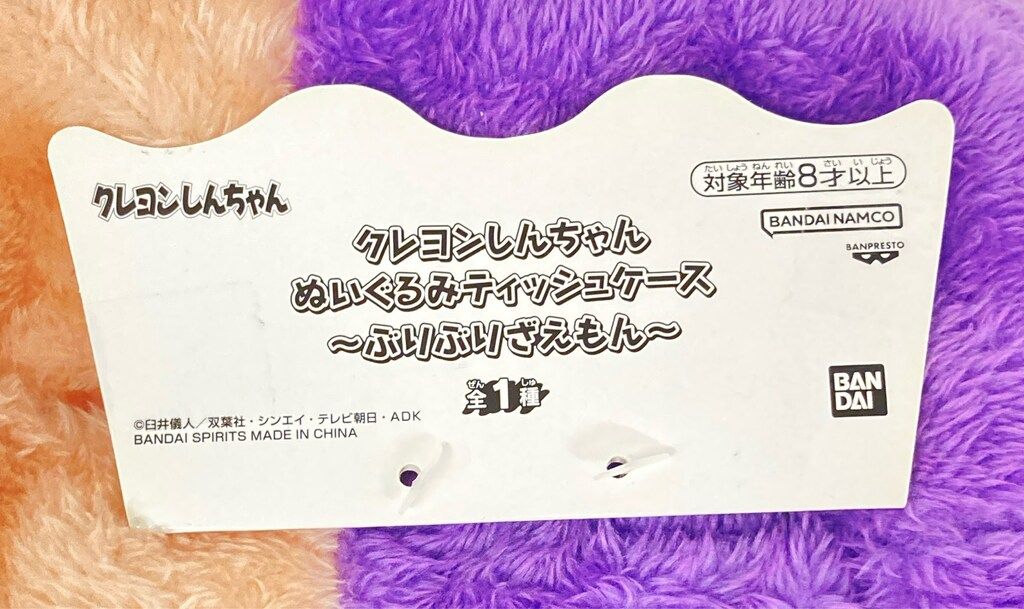 クレヨンしんちゃん
たいしょうねんれい さい いじょう
対象年齢8才以上
BANDAI NAMCO
BANPRESTO
クレヨンしんちゃん
ぬいぐるみティッシュケース
～ぶりぶりざえもん～
ぜん しゅ
全1種
BAN
DAI
©臼井儀人／双葉社・シンエイ・テレビ朝日・ADK
BANDAI SPIRITS MADE IN CHINA